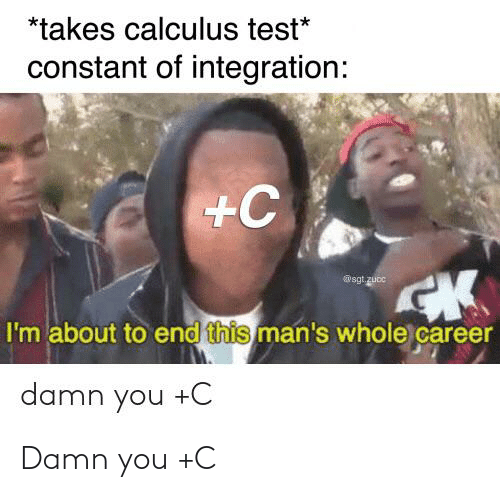 *takes calculus test*
constant of integration:
+C
@sgt.zucc
GK
I'm about to end this man's whole career
damn you +C
Damn you +C